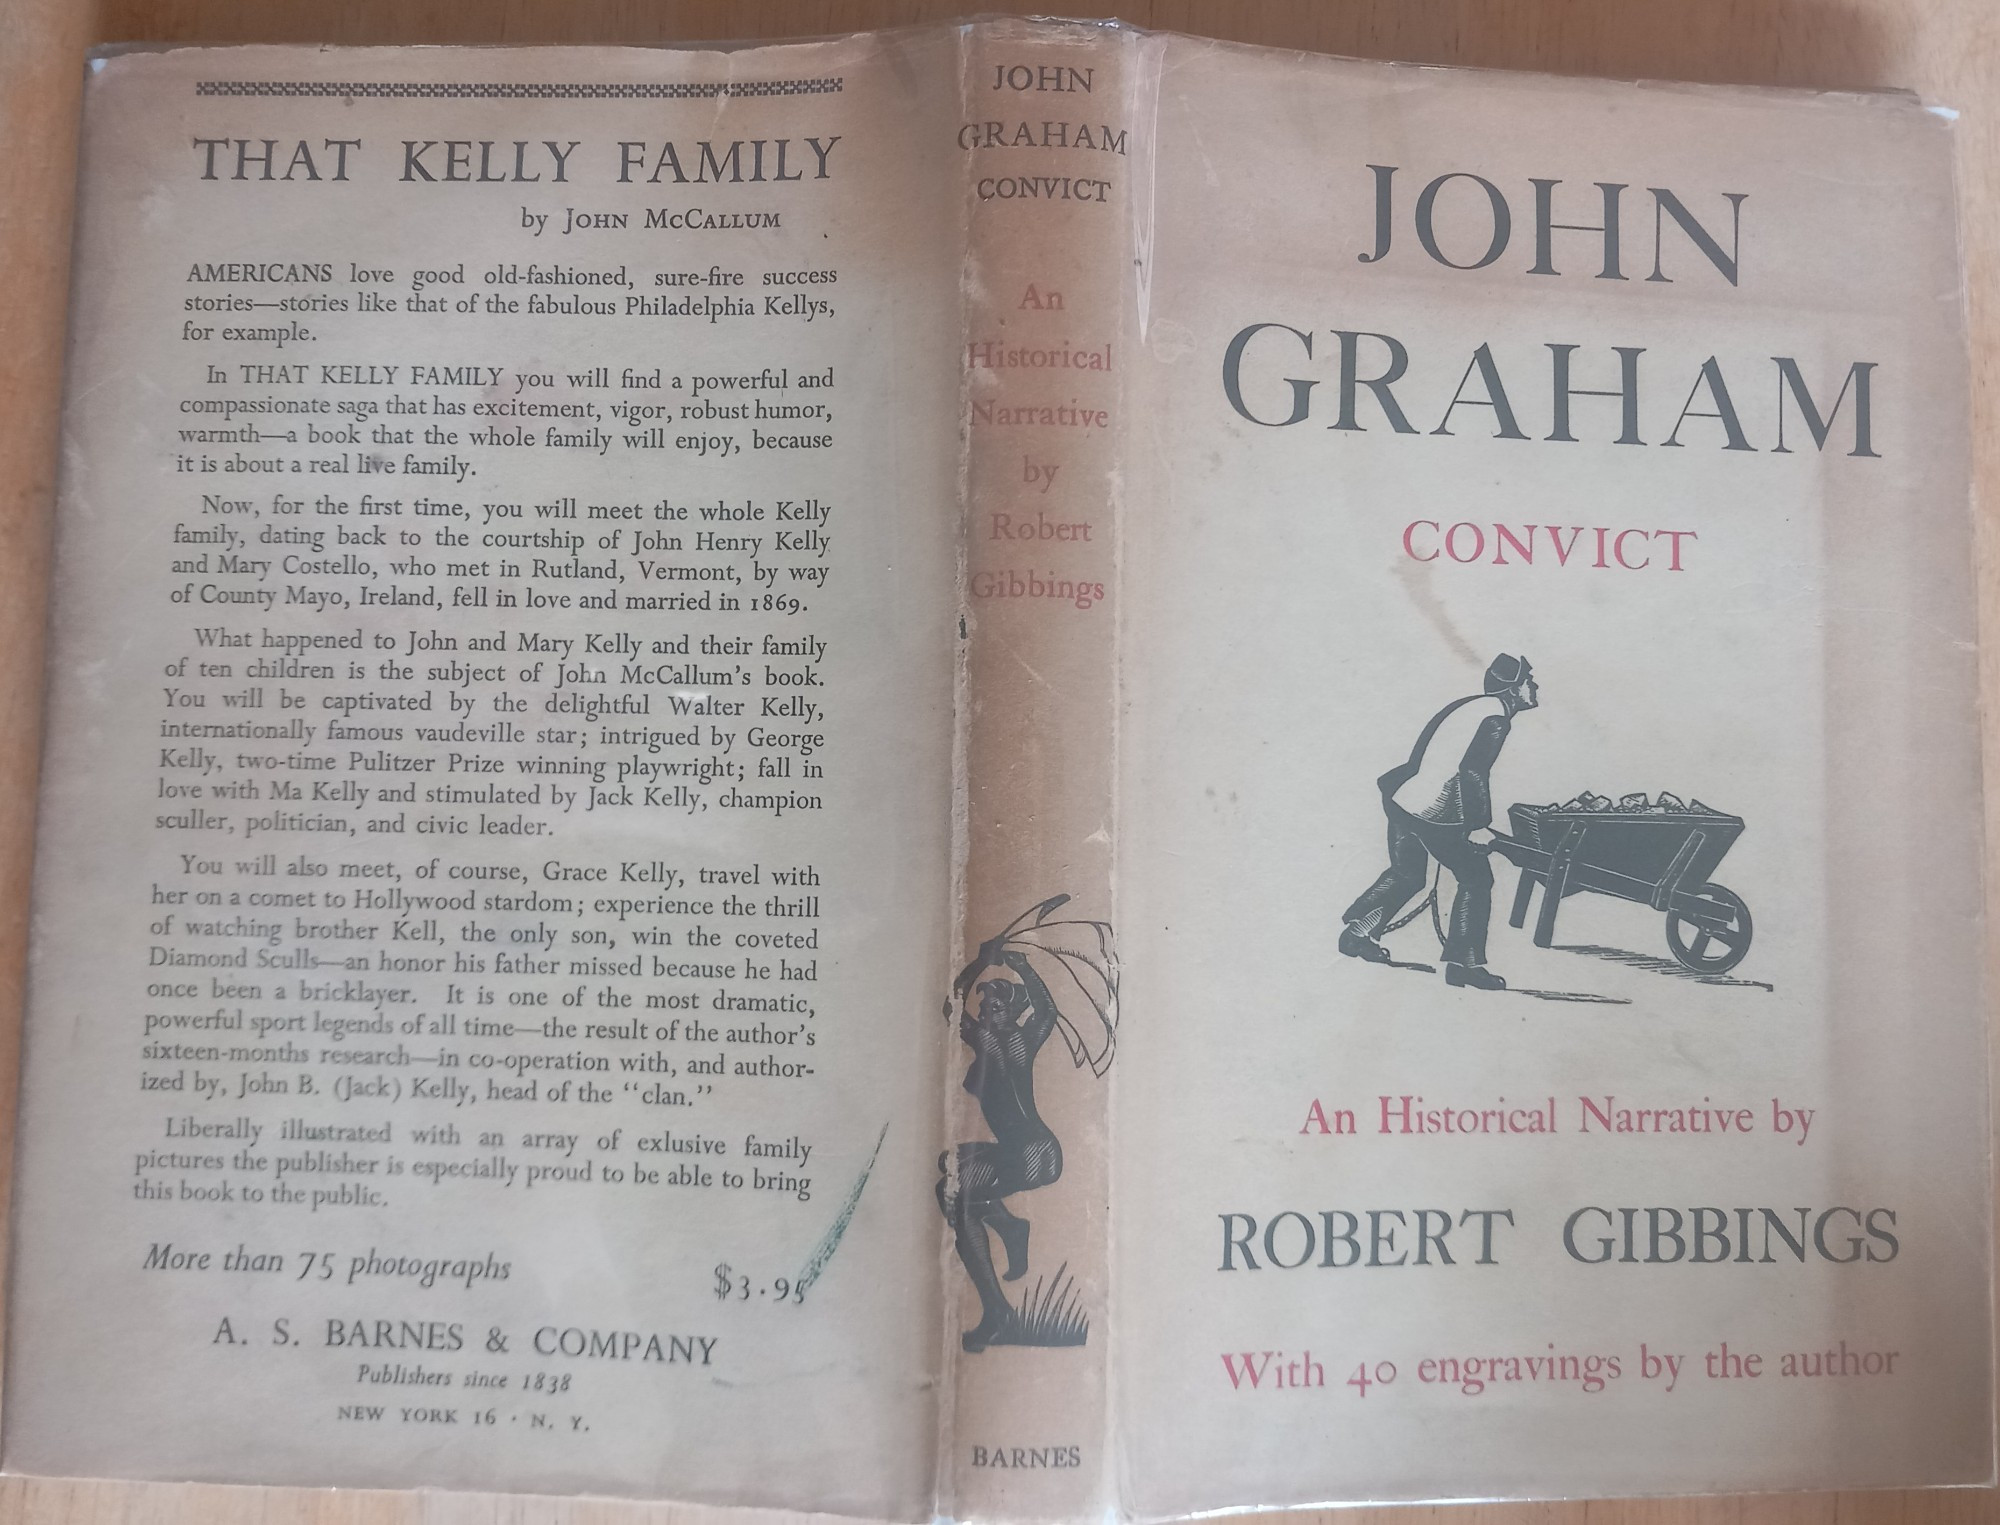 THAT KELLY FAMILY
by JOHN McCALLUM
AMERICANS love good old-fashioned, sure-fire success
stories—stories like that of the fabulous Philadelphia Kellys,
for example.
In THAT KELLY FAMILY you will find a powerful and
compassionate saga that has excitement, vigor, robust humor,
warmth—a book that the whole family will enjoy, because
it is about a real live family.
Now, for the first time, you will meet the whole Kelly
family, dating back to the courtship of John Henry Kelly
and Mary Costello, who met in Rutland, Vermont, by way
of County Mayo, Ireland, fell in love and married in 1869.
What happened to John and Mary Kelly and their family
of ten children is the subject of John McCallum's book.
You will be captivated by the delightful Walter Kelly,
internationally famous vaudeville star; intrigued by George
Kelly, two-time Pulitzer Prize winning playwright; fall in
love with Ma Kelly and stimulated by Jack Kelly, champion
sculler, politician, and civic leader.
You will also meet, of course, Grace Kelly, travel with
her on a comet to Hollywood stardom; experience the thrill
of watching brother Kell, the only son, win the coveted
Diamond Sculls—an honor his father missed because he had
once been a bricklayer. It is one of the most dramatic,
powerful sport legends of all time—the result of the author's
sixteen-months research—in co-operation with, and author-
ized by, John B. (Jack) Kelly, head of the "clan."
Liberally illustrated with an array of exlusive family
pictures the publisher is especially proud to be able to bring
this book to the public.
More than 75 photographs
$3.95
A. S. BARNES & COMPANY
Publishers since 1838
NEW YORK 16 · N. Y.
JOHN
GRAHAM
CONVICT
An
Historical
Narrative
by
Robert
Gibbings
BARNES
JOHN
GRAHAM
CONVICT
An Historical Narrative by
ROBERT GIBBINGS
With 40 engravings by the author